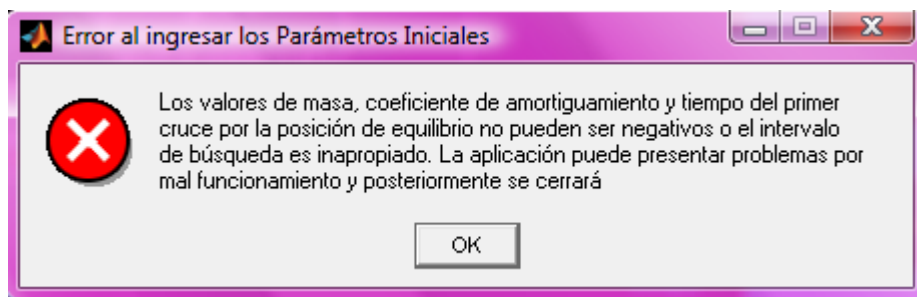 Error al ingresar los Parámetros Iniciales
Los valores de masa, coeficiente de amortiguamiento y tiempo del primer
cruce por la posición de equilibrio no pueden ser negativos o el intervalo
de búsqueda es inapropiado. La aplicación puede presentar problemas por
mal funcionamiento y posteriormente se cerrará
OK